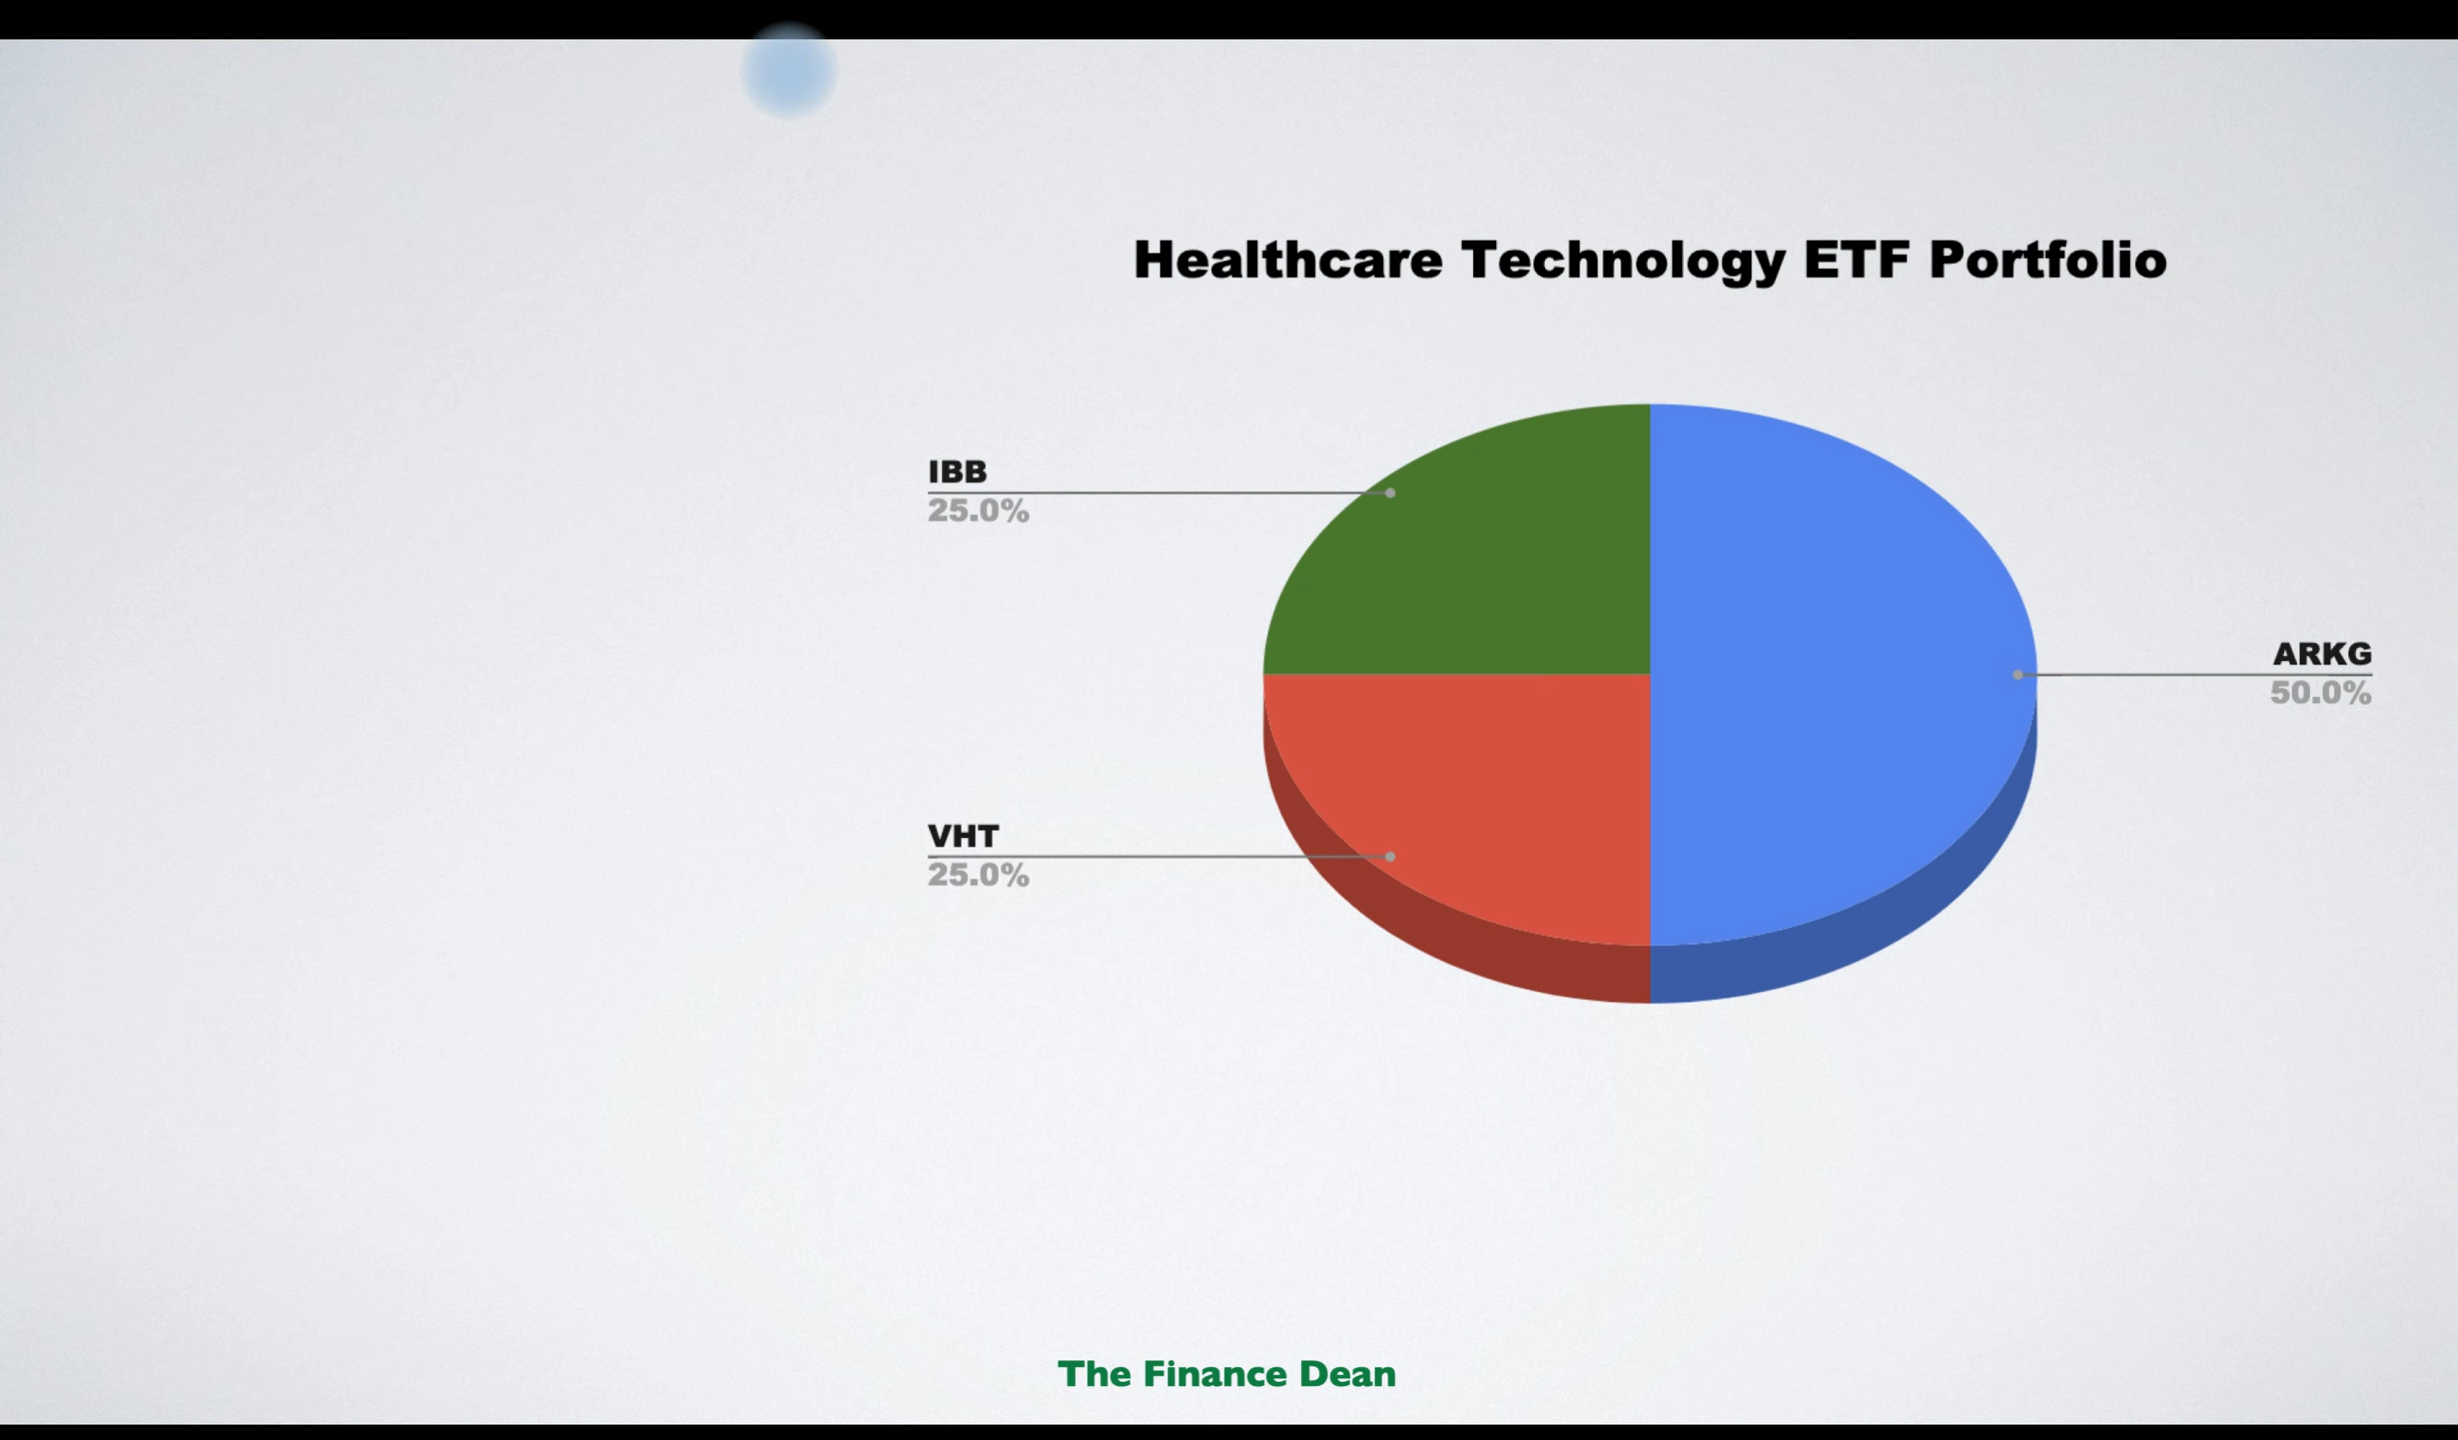 Healthcare Technology ETF Portfolio
IBB
25.0%
ARKG
50.0%
VHT
25.0%
The Finance Dean